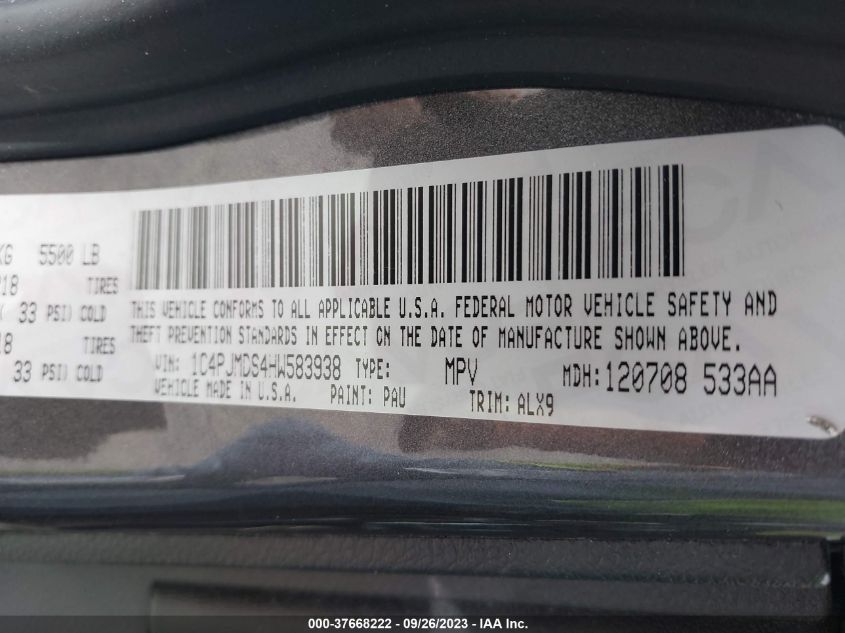 KG 5500 LB
TIRES
33 PSI) COLD
TIRES
33 PSI) COLD
THIS VEHICLE CONFORMS TO ALL APPLICABLE U.S.A. FEDERAL MOTOR VEHICLE SAFETY AND
THEFT PREVENTION STANDARDS IN EFFECT ON THE DATE OF MANUFACTURE SHOWN ABOVE.
VIN: 1C4PJMDS4HW583938 TYPE: MPV MDH: 120708 533AA
VEHICLE MADE IN U.S.A. PAINT: PAU TRIM: ALX9
000-37668222 - 09/26/2023 - IAA Inc.